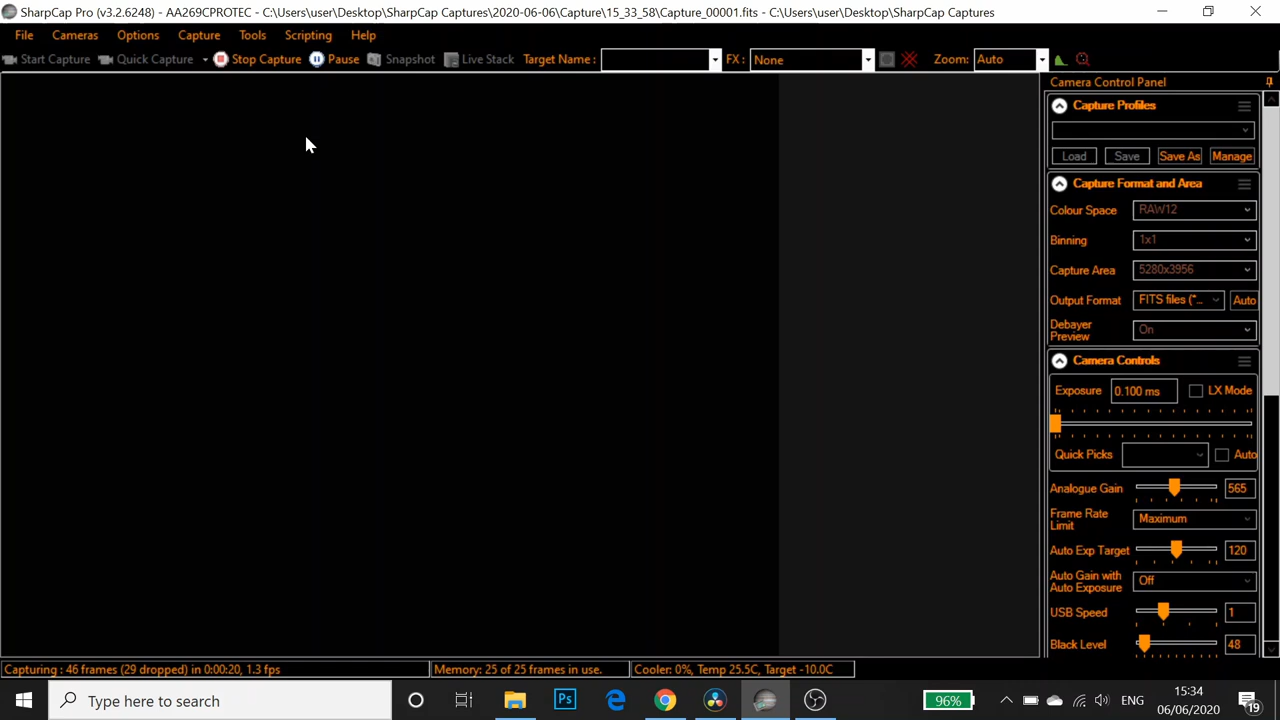 SharpCap Pro (v3.2.6248) - AA269CPROTEC - C:\Users\user\Desktop\SharpCap Captures\2020-06-06\Capture\15_33_58\Capture_00001.fits - C:\Users\user\Desktop\SharpCap Captures
File Cameras Options Capture Tools Scripting Help
Start Capture Quick Capture Stop Capture Pause Snapshot Live Stack Target Name : FX : None Zoom: Auto
Camera Control Panel
Capture Profiles
Load Save Save As Manage
Capture Format and Area
Colour Space RAW12
Binning 1x1
Capture Area 5280x3956
Output Format FITS files (*... Auto
Debayer Preview On
Camera Controls
Exposure 0.100 ms LX Mode
Quick Picks Auto
Analogue Gain 565
Frame Rate Limit Maximum
Auto Exp Target 120
Auto Gain with Auto Exposure Off
USB Speed 1
Black Level 48
Capturing : 46 frames (29 dropped) in 0:00:20, 1.3 fps Memory: 25 of 25 frames in use. Cooler: 0%, Temp 25.5C, Target -10.0C
Type here to search Ps 96% ENG 15:34
06/06/2020 19